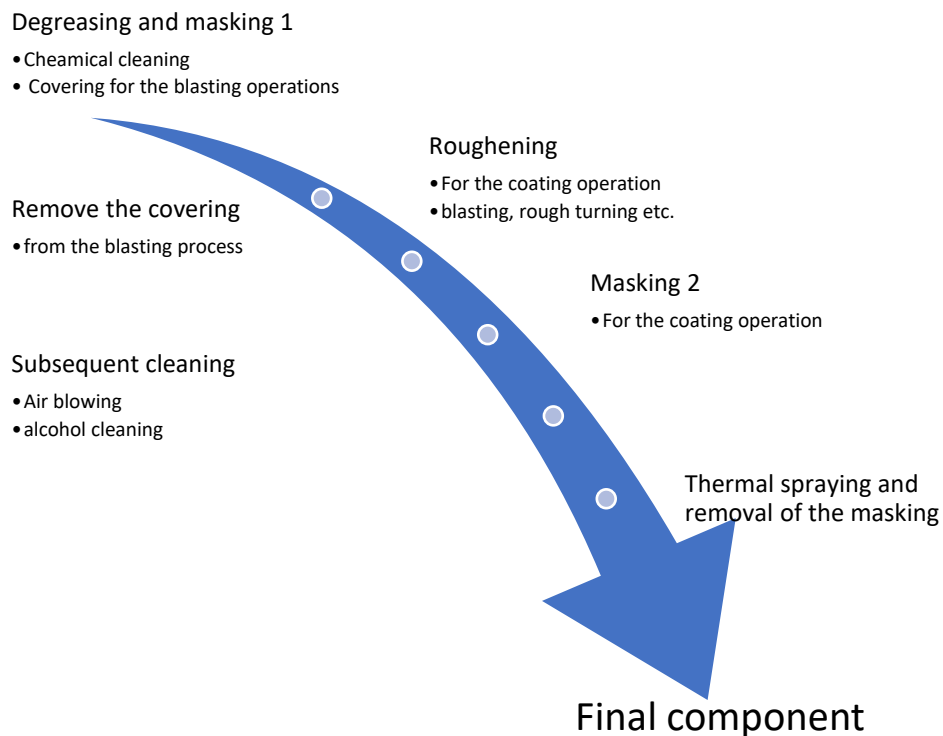 Degreasing and masking 1
•Cheamical cleaning
• Covering for the blasting operations
Roughening
•For the coating operation
•blasting, rough turning etc.
Remove the covering
•from the blasting process
Masking 2
•For the coating operation
Subsequent cleaning
•Air blowing
•alcohol cleaning
Thermal spraying and
removal of the masking
Final component